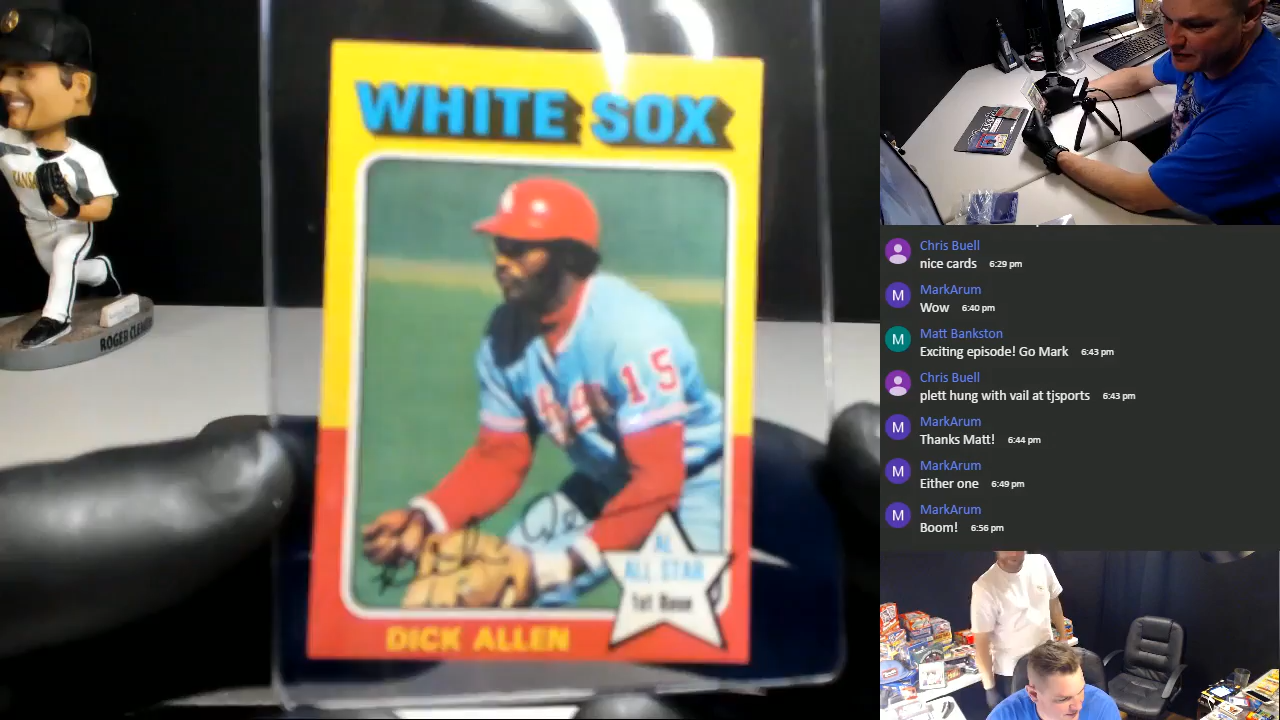 WHITE SOX
15
AL
ALL STAR
1st Base
DICK ALLEN
ROGER CLEMENS
Chris Buell
nice cards 6:29 pm
MarkArum
Wow 6:40 pm
Matt Bankston
Exciting episode! Go Mark 6:43 pm
Chris Buell
plett hung with vail at tjsports 6:43 pm
MarkArum
Thanks Matt! 6:44 pm
MarkArum
Either one 6:49 pm
MarkArum
Boom! 6:56 pm
M
M
M
M
M